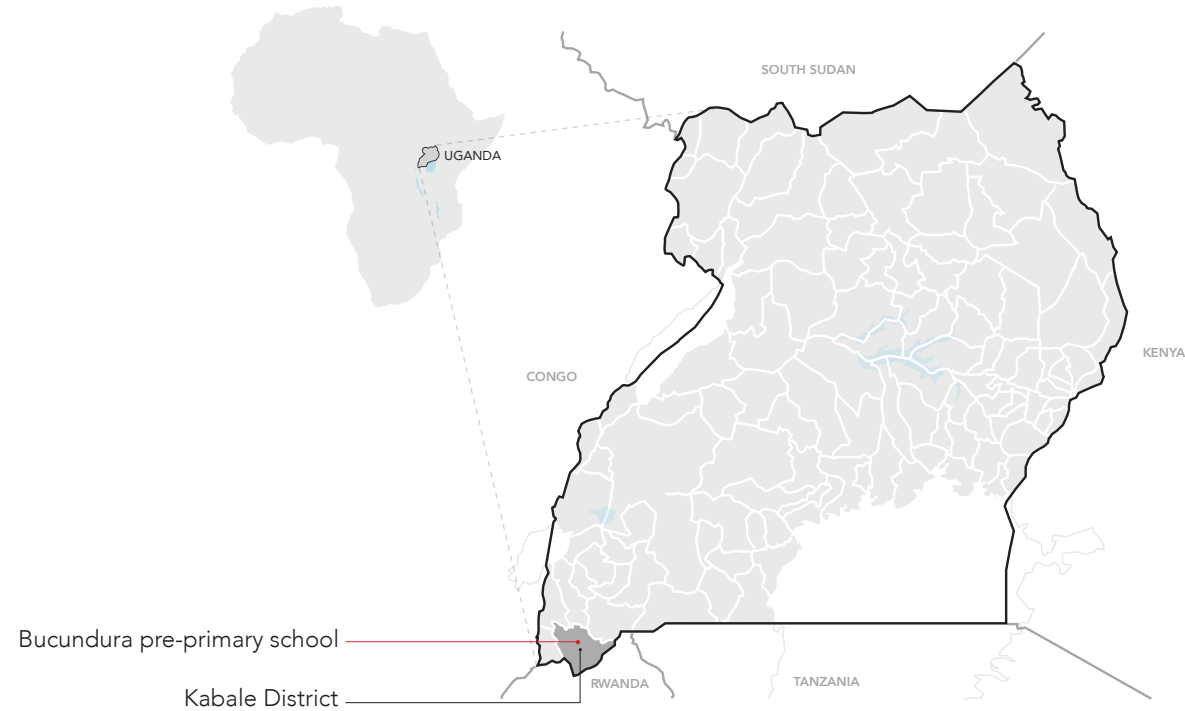 SOUTH SUDAN
UGANDA
KENYA
CONGO
Bucundura pre-primary school
RWANDA
TANZANIA
Kabale District